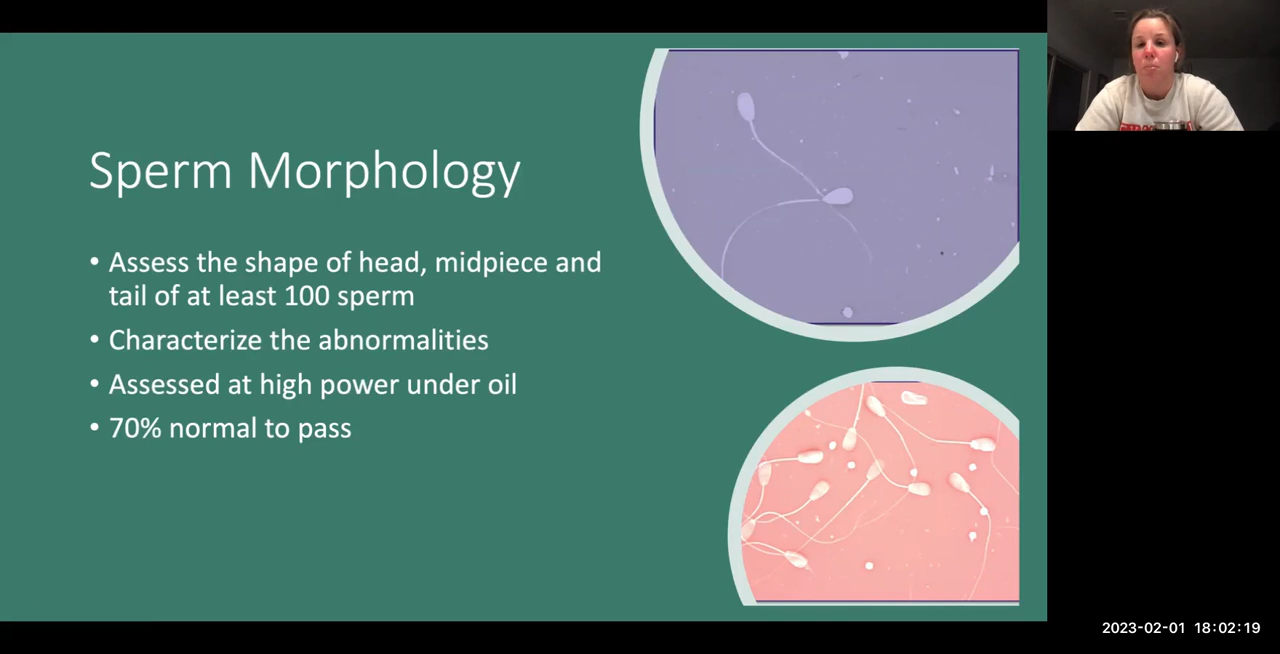 Sperm Morphology
• Assess the shape of head, midpiece and
tail of at least 100 sperm
• Characterize the abnormalities
• Assessed at high power under oil
• 70% normal to pass
2023-02-01 18:02:19